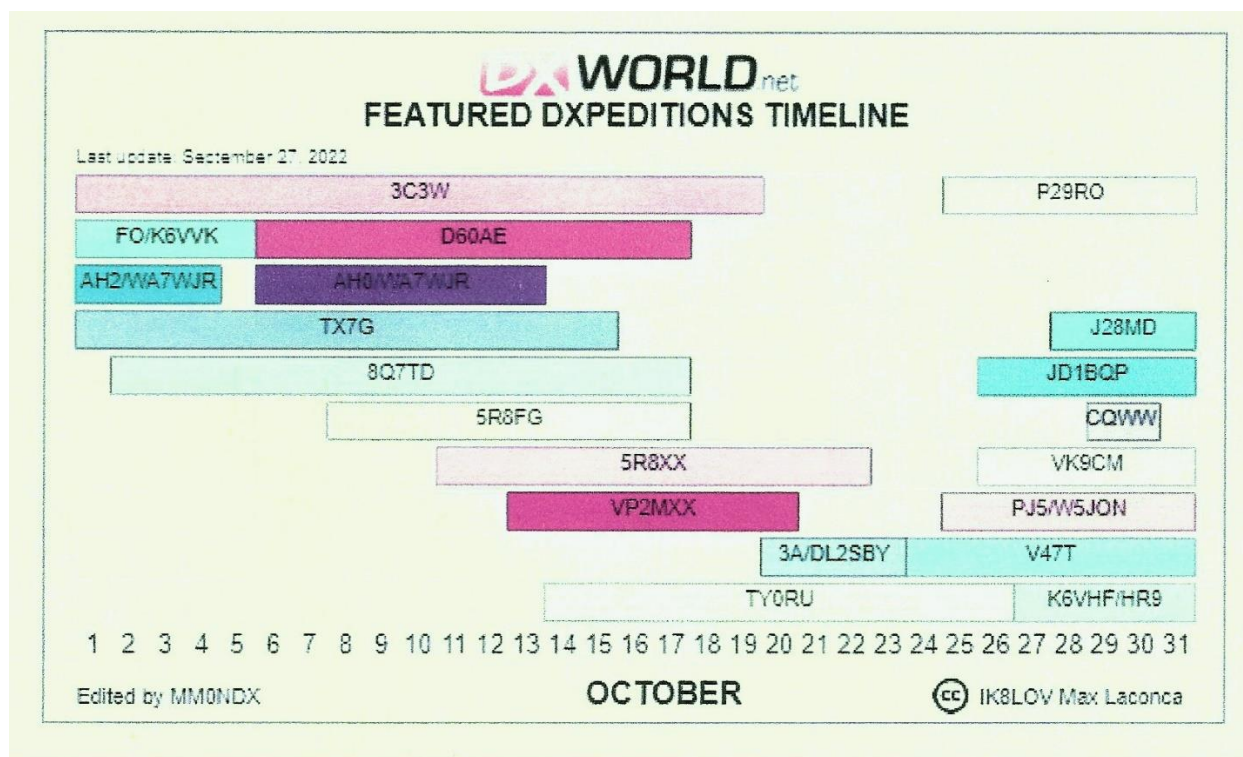 DX WORLD.net
FEATURED DXPEDITIONS TIMELINE
Last update: September 27, 2022
3C3W P29RO
FO/K6VVK D60AE
AH2/WA7WJR AH0/WA7WJR
TX7G J28MD
8Q7TD JD1BQP
5R8FG CQWW
5R8XX VK9CM
VP2MXX PJ5/W5JON
3A/DL2SBY V47T
TY0RU K6VHF/HR9
1 2 3 4 5 6 7 8 9 10 11 12 13 14 15 16 17 18 19 20 21 22 23 24 25 26 27 28 29 30 31
Edited by MM0NDX OCTOBER cc IK8LOV Max Laconca